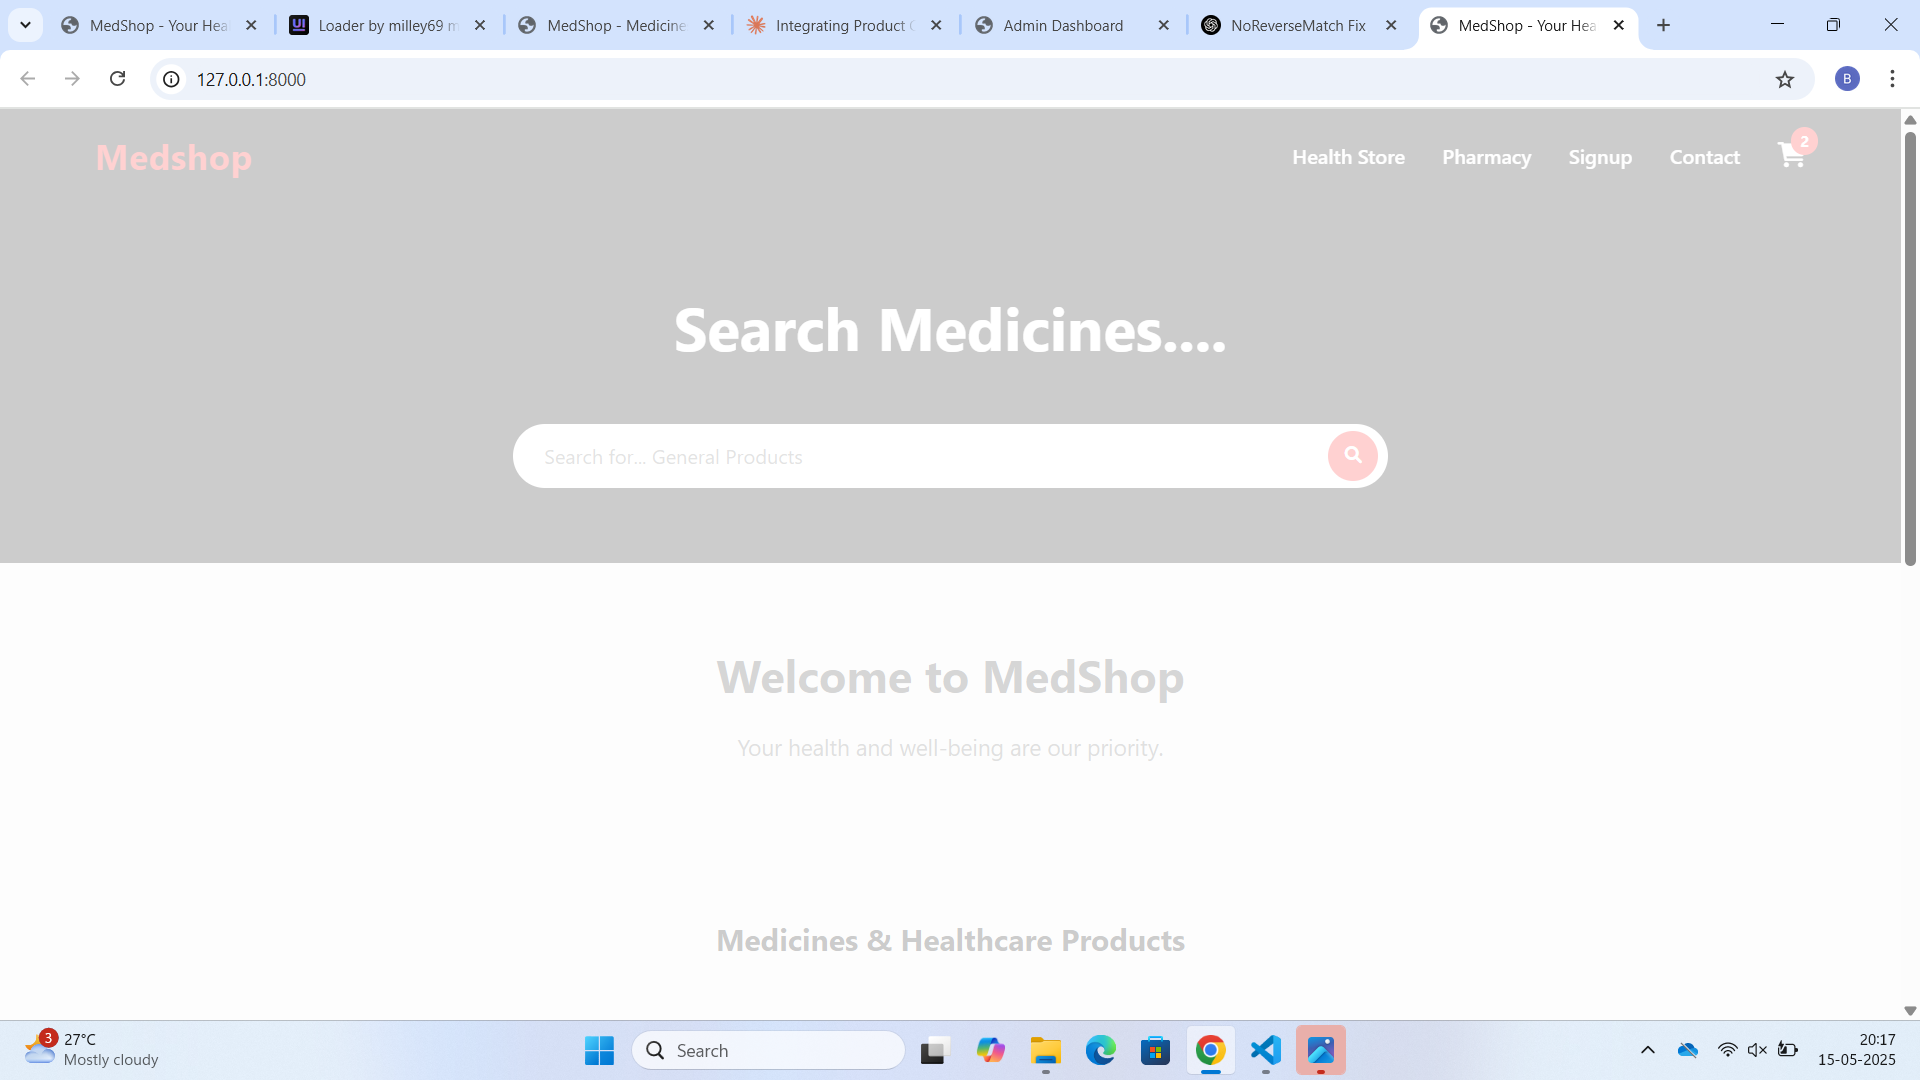 MedShop - Your Hea
Loader by milley69 m
MedShop - Medicine
Integrating Product C
Admin Dashboard
NoReverseMatch Fix
MedShop - Your Hea
127.0.0.1:8000
B
Medshop
Health Store
Pharmacy
Signup
Contact
2
Search Medicines....
Search for... General Products
Welcome to MedShop
Your health and well-being are our priority.
Medicines & Healthcare Products
3
27°C
Mostly cloudy
Search
20:17
15-05-2025